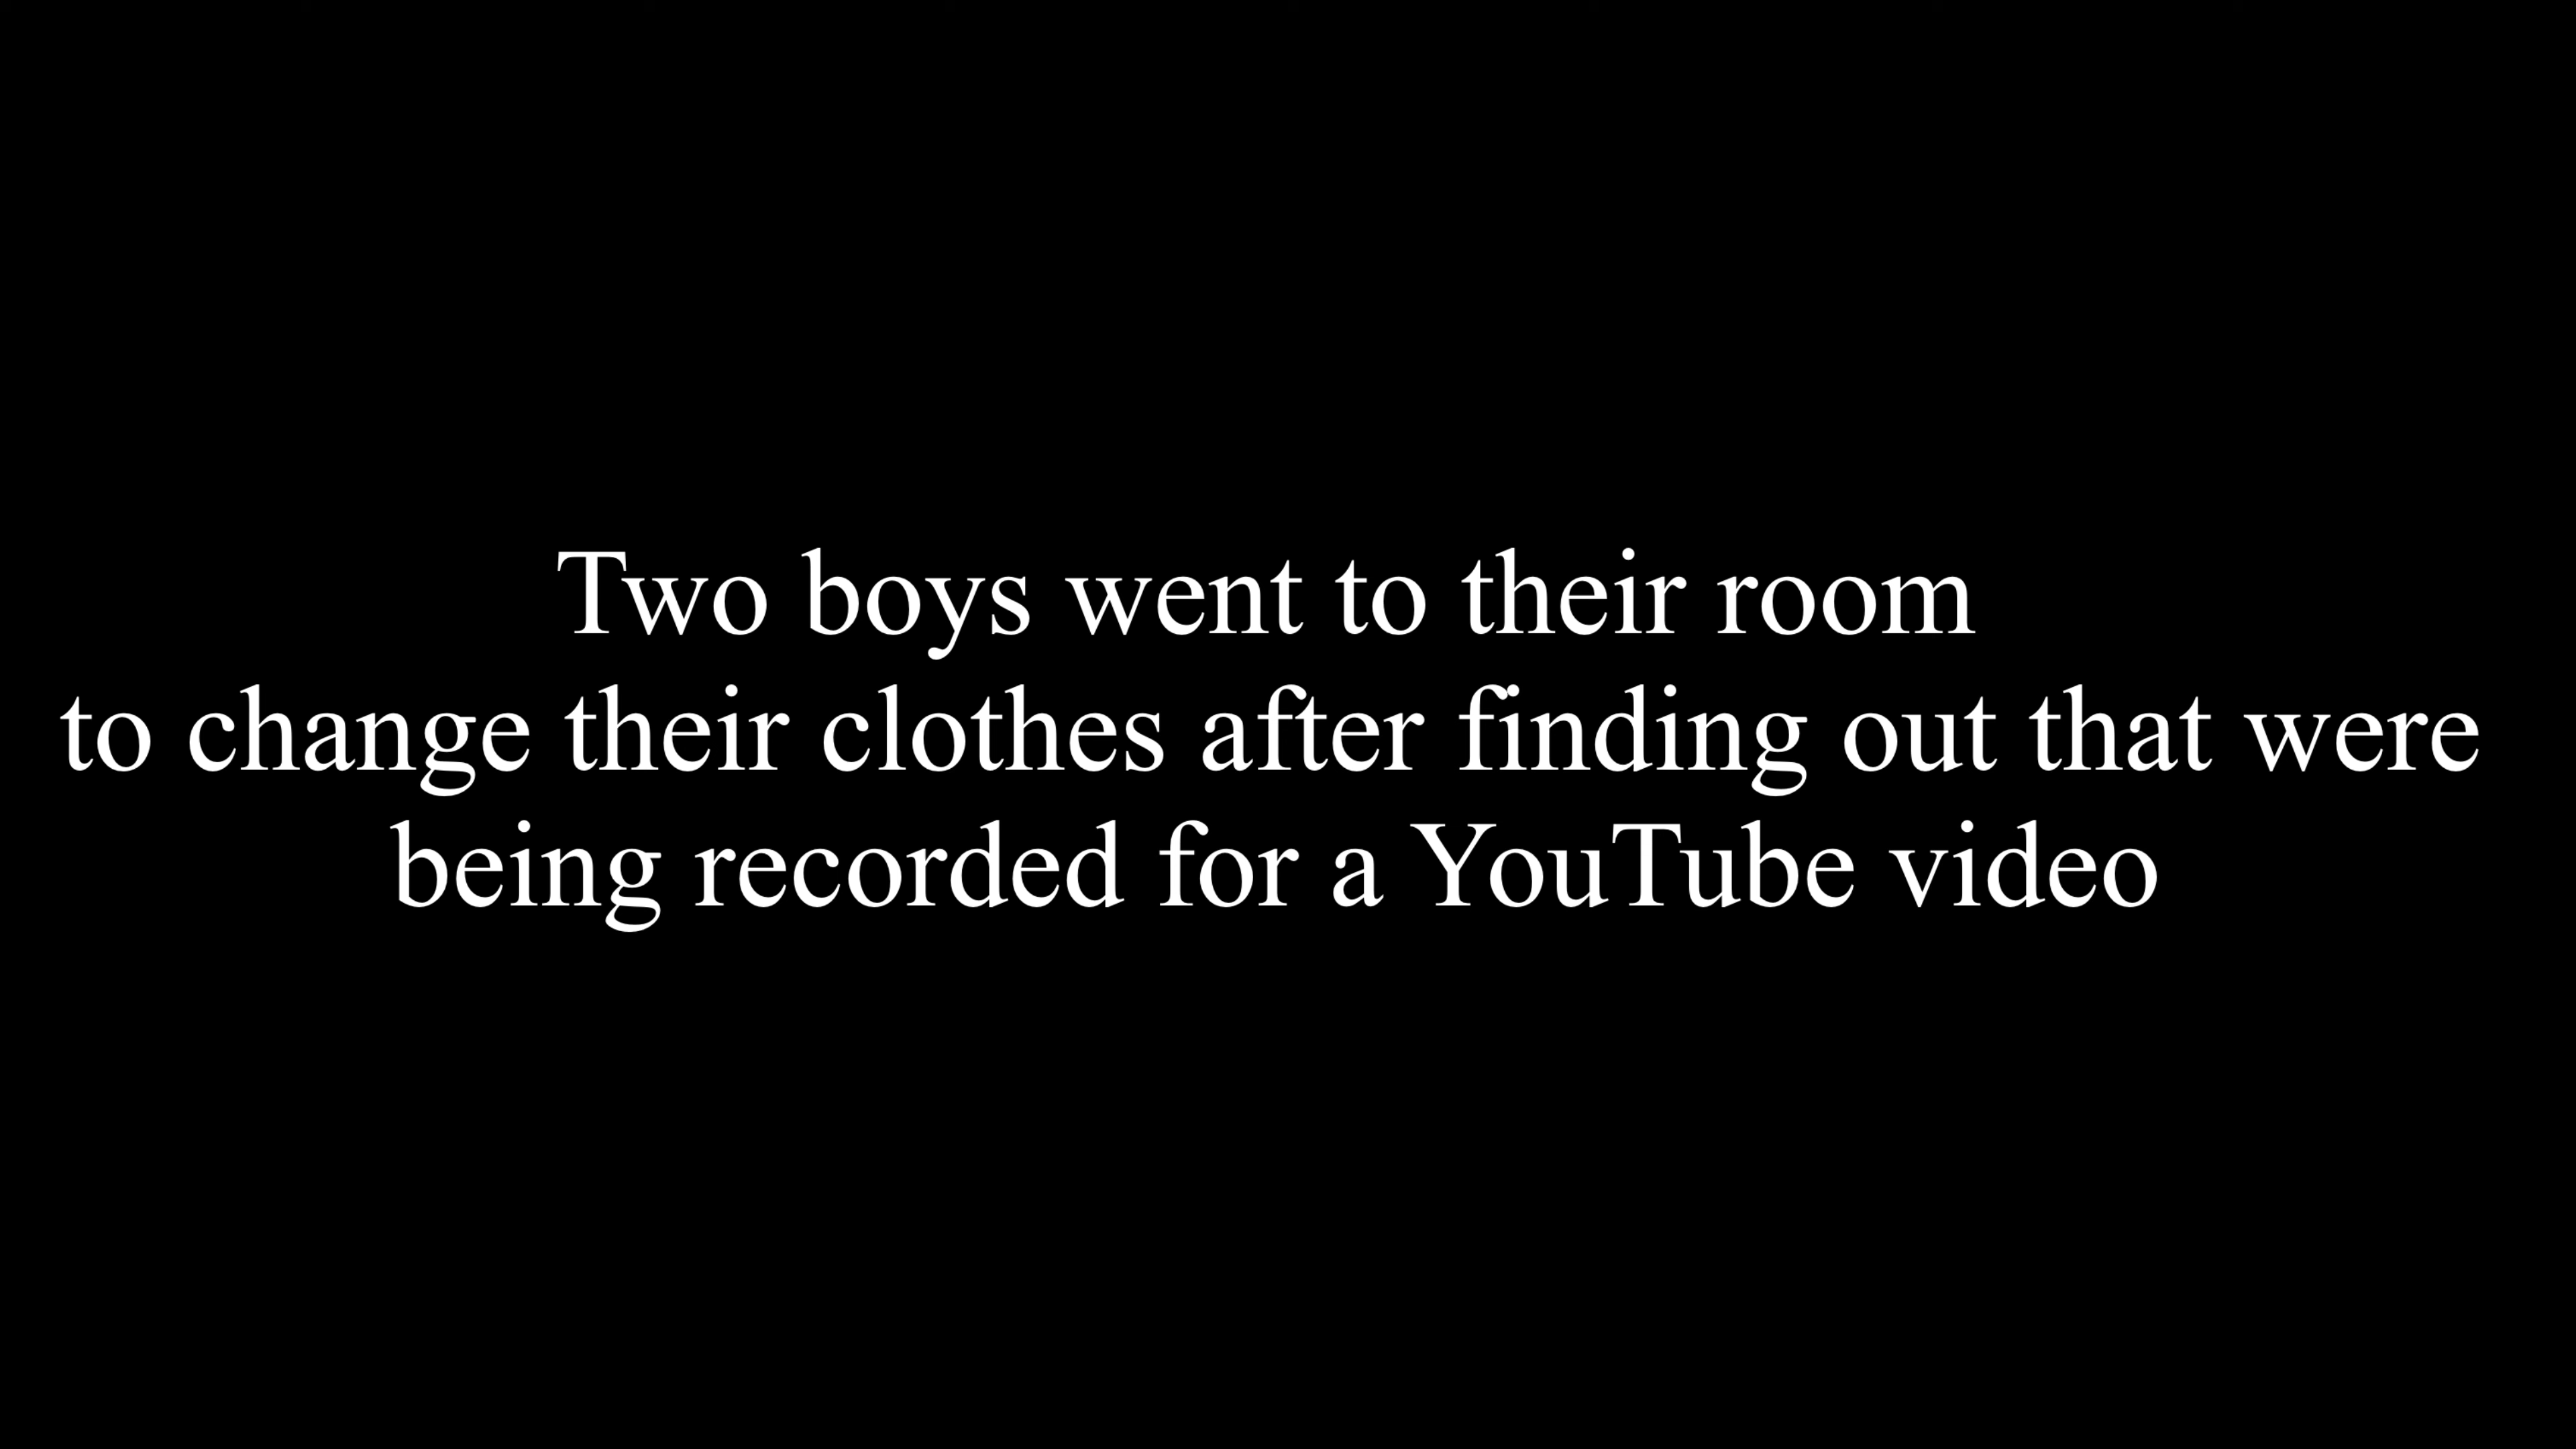 Two boys went to their room
to change their clothes after finding out that were
being recorded for a YouTube video